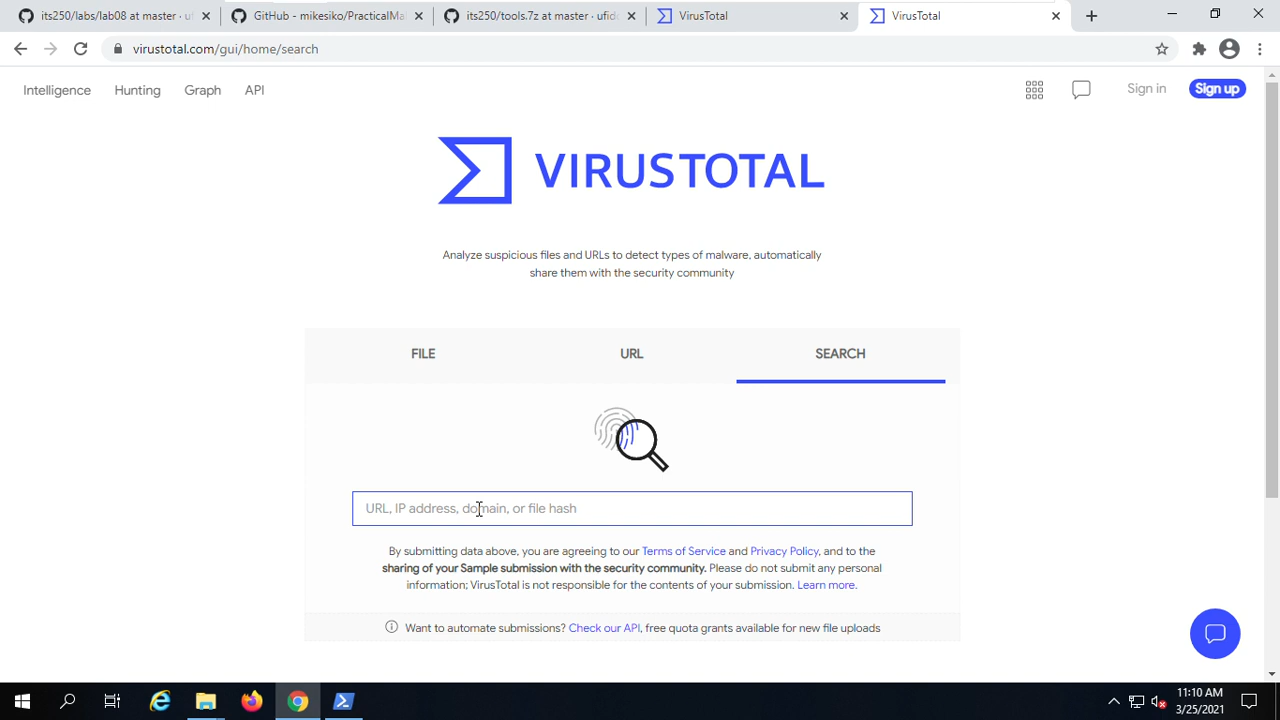 its250/labs/lab08 at master · uf
GitHub - mikesiko/PracticalMa
its250/tools.7z at master · ufid
VirusTotal
VirusTotal
virustotal.com/gui/home/search
Intelligence Hunting Graph API
Sign in Sign up
VIRUSTOTAL
Analyze suspicious files and URLs to detect types of malware, automatically
share them with the security community
FILE URL SEARCH
URL, IP address, domain, or file hash
By submitting data above, you are agreeing to our Terms of Service and Privacy Policy, and to the
sharing of your Sample submission with the security community. Please do not submit any personal
information; VirusTotal is not responsible for the contents of your submission. Learn more.
Want to automate submissions? Check our API, free quota grants available for new file uploads
11:10 AM
3/25/2021